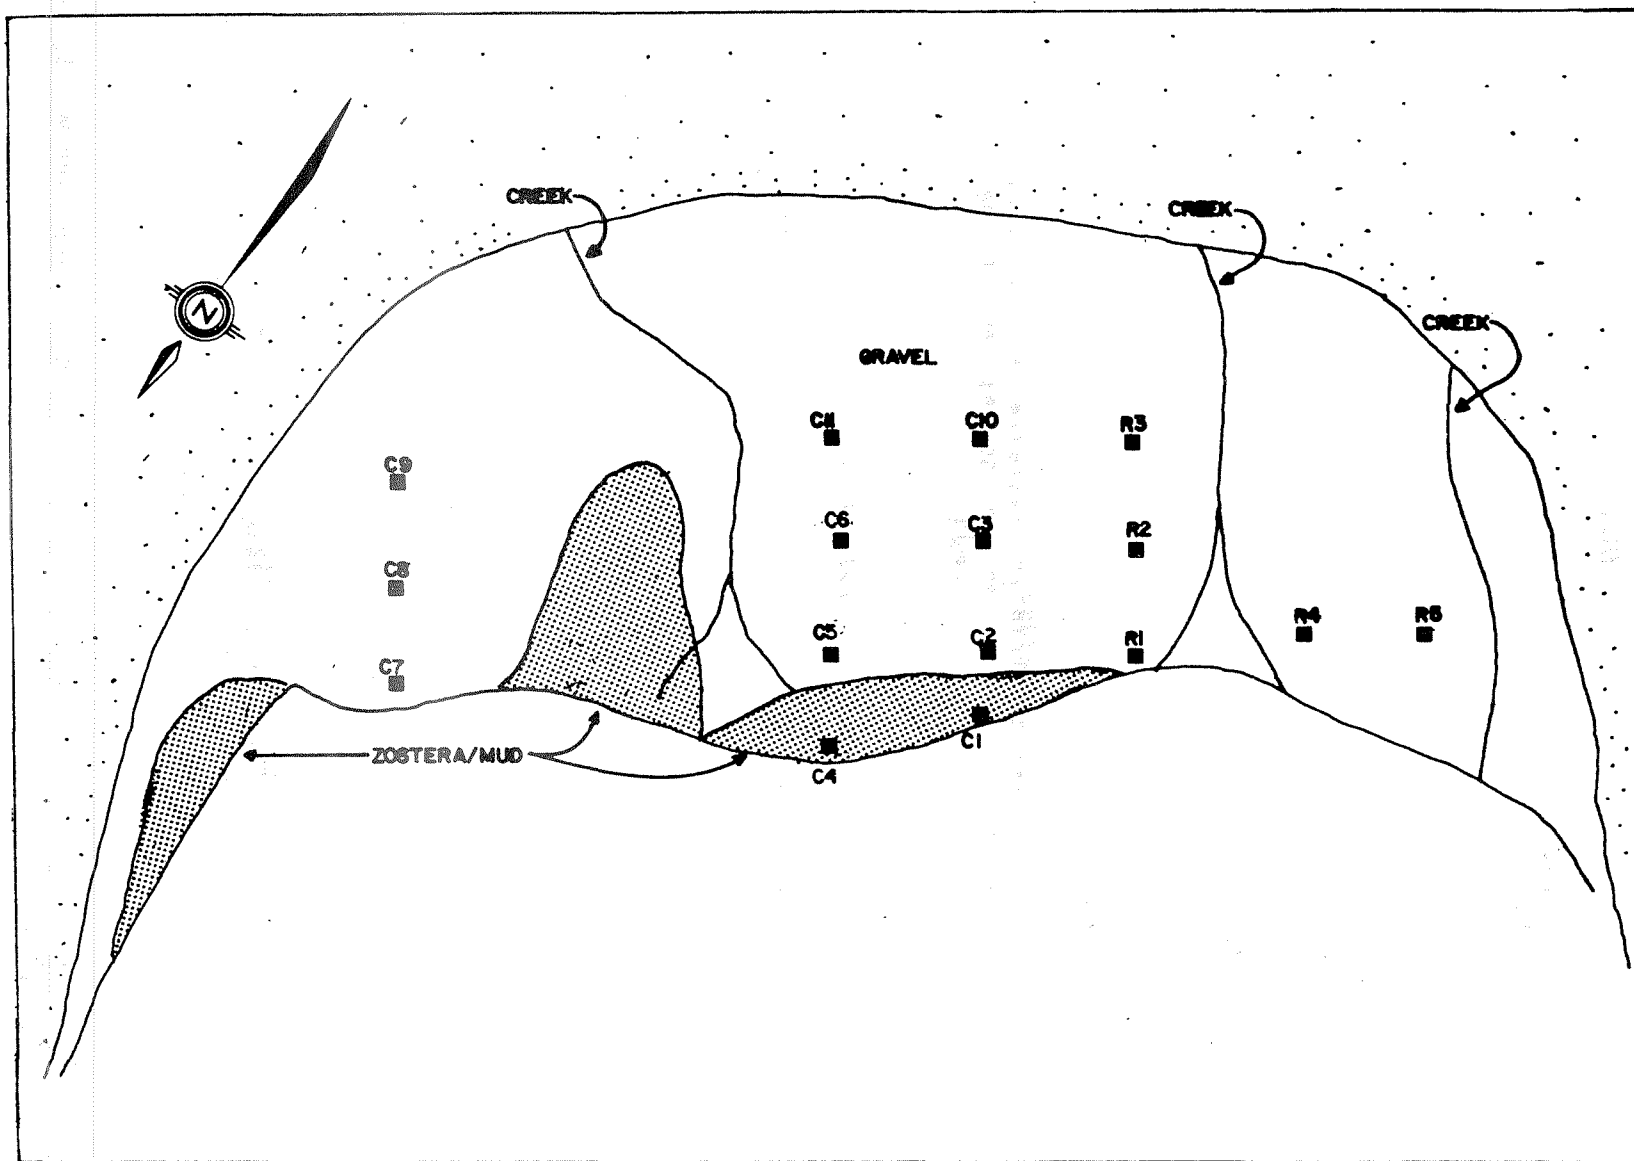 CREEK
CREEK
CREEK
N
GRAVEL
C11 C10 R3
C9
C6 C3 R2
C8
C5 C2 R1 R4 R5
C7
ZOSTERA/MUD
C1
C4